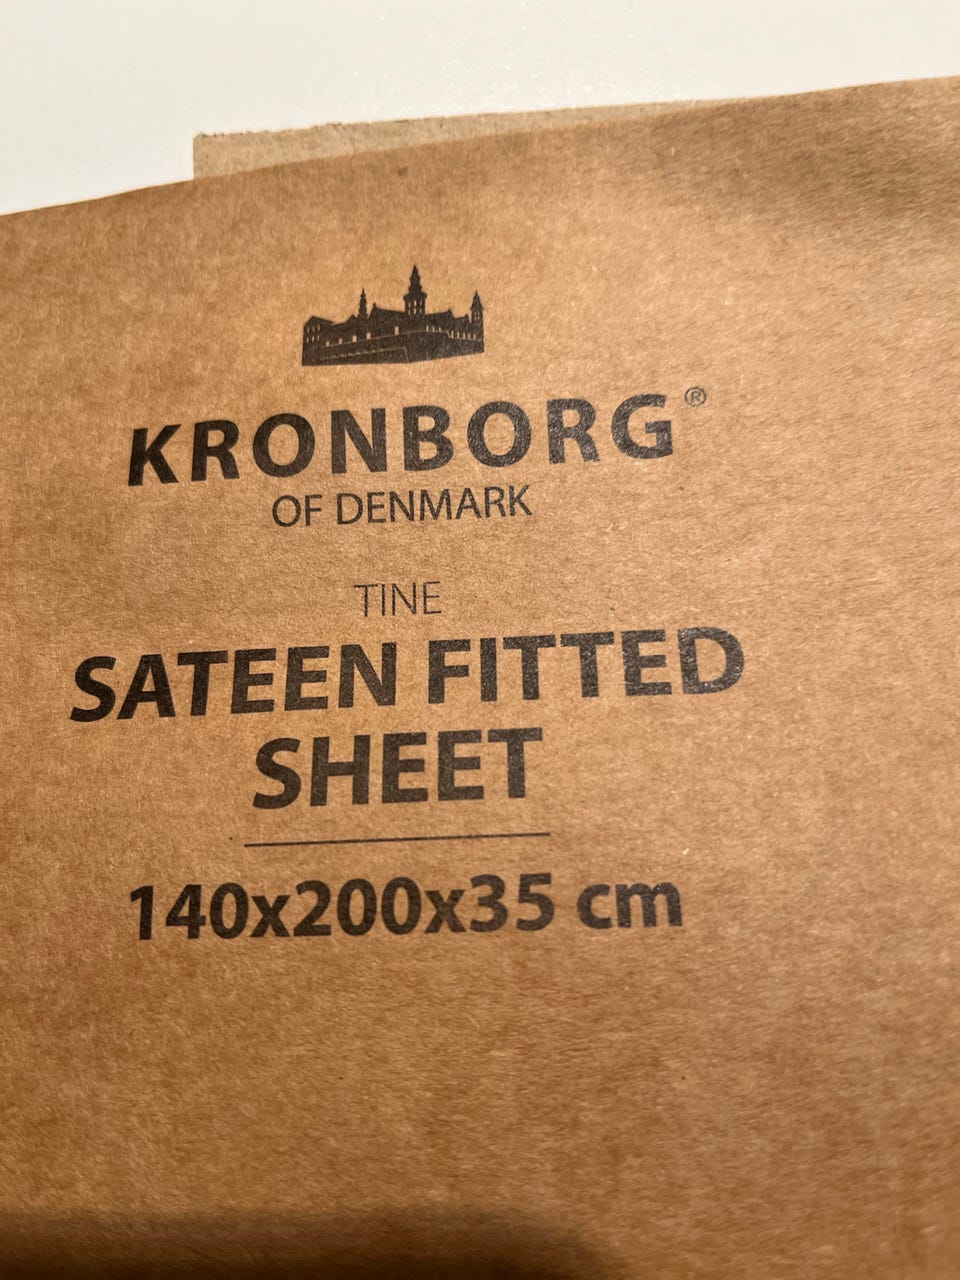 KRONBORG®
OF DENMARK
TINE
SATEEN FITTED
SHEET
140x200x35 cm